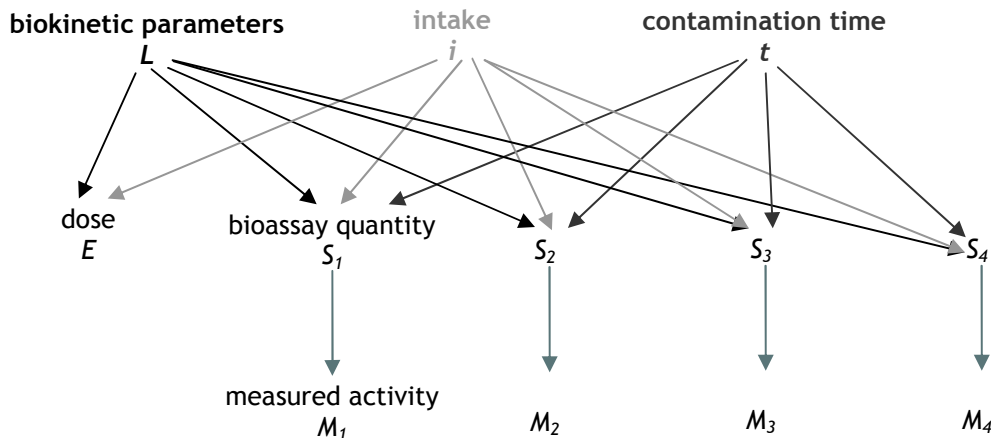 biokinetic parameters
L
intake
i
contamination time
t
dose
E
bioassay quantity
S₁
S₂
S₃
S₄
measured activity
M₁
M₂
M₃
M₄